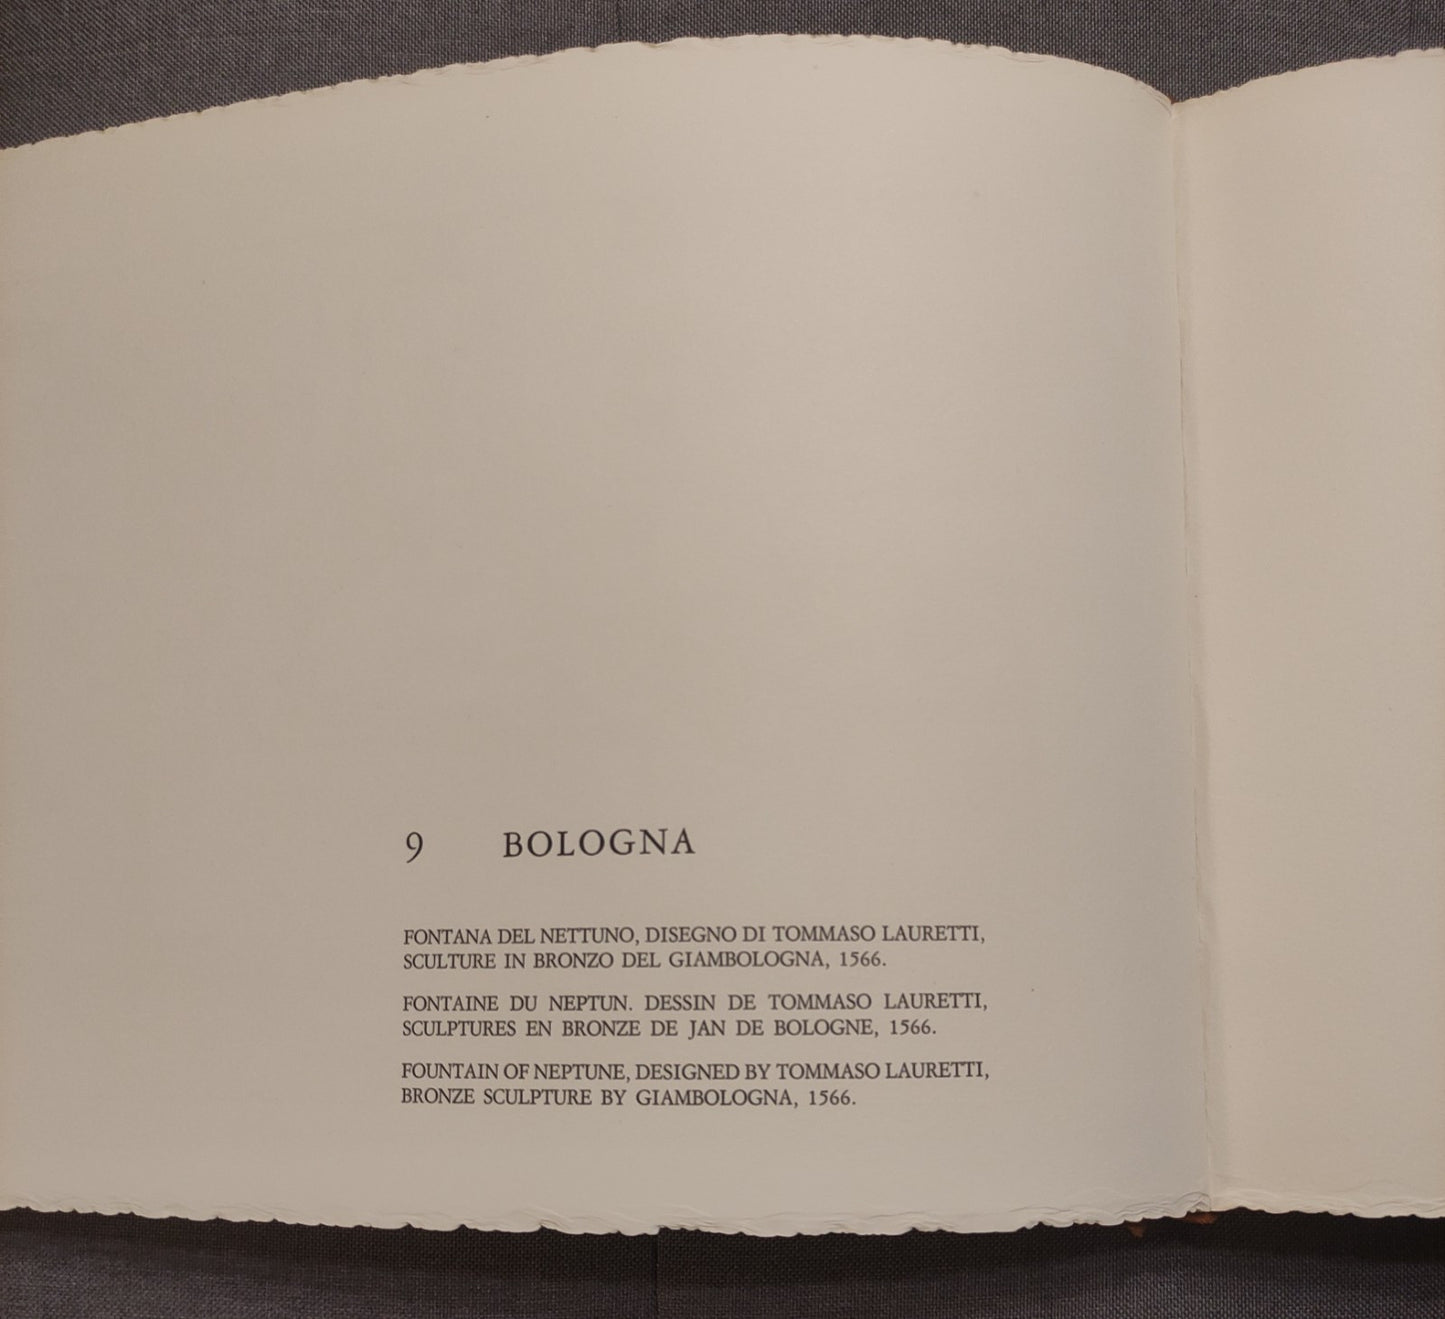 9 BOLOGNA
FONTANA DEL NETTUNO, DISEGNO DI TOMMASO LAURETTI,
SCULTURE IN BRONZO DEL GIAMBOLOGNA, 1566.
FONTAINE DU NEPTUN. DESSIN DE TOMMASO LAURETTI,
SCULPTURES EN BRONZE DE JAN DE BOLOGNE, 1566.
FOUNTAIN OF NEPTUNE, DESIGNED BY TOMMASO LAURETTI,
BRONZE SCULPTURE BY GIAMBOLOGNA, 1566.